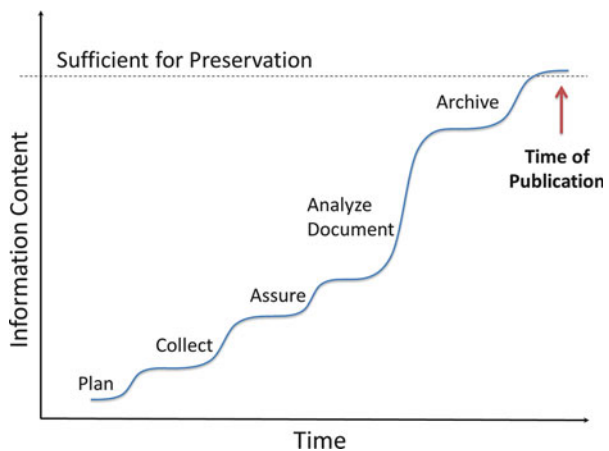 Sufficient for Preservation
Archive
Time of
Publication
Analyze
Document
Assure
Collect
Plan
Information Content
Time